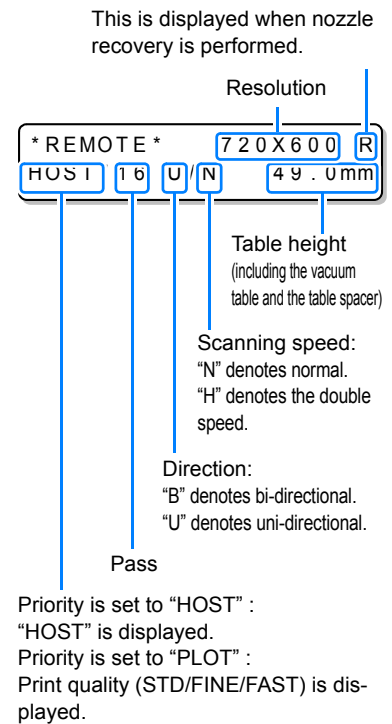 This is displayed when nozzle
recovery is performed.
Resolution
*REMOTE* 720X600 R
HOST 16 U/N 49.0mm
Table height
(including the vacuum
table and the table spacer)
Scanning speed:
“N” denotes normal.
“H” denotes the double
speed.
Direction:
“B” denotes bi-directional.
“U” denotes uni-directional.
Pass
Priority is set to “HOST” :
“HOST” is displayed.
Priority is set to “PLOT” :
Print quality (STD/FINE/FAST) is dis-
played.